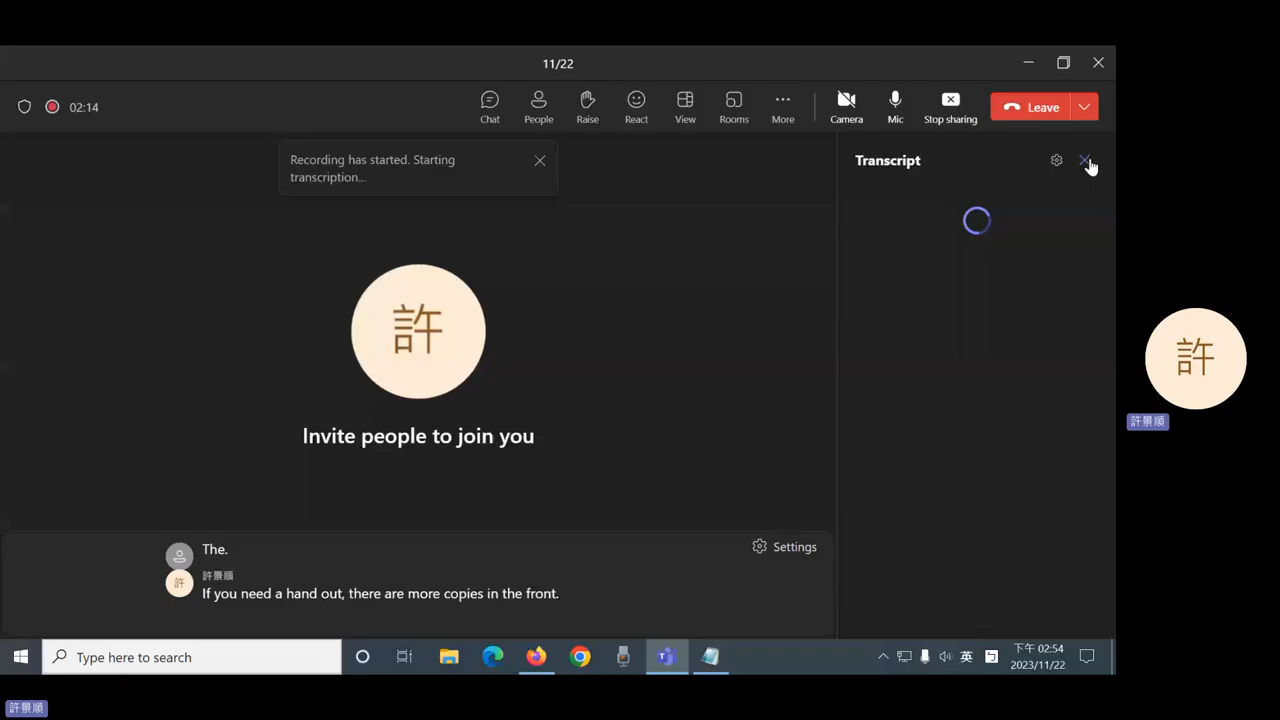 11/22
02:14
Chat
People
Raise
React
View
Rooms
More
Camera
Mic
Stop sharing
Leave
Recording has started. Starting
transcription...
Transcript
許
Invite people to join you
The.
Settings
許
許景順
If you need a hand out, there are more copies in the front.
許
許景順
Type here to search
英
下午 02:54
2023/11/22
許景順